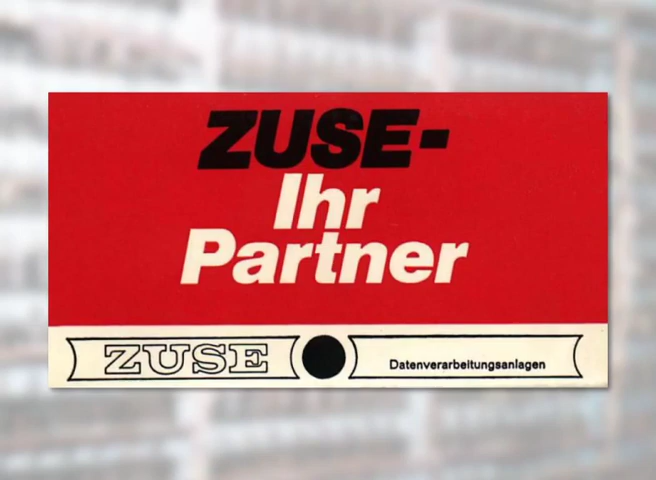 ZUSE-
Ihr
Partner
ZUSE
Datenverarbeitungsanlagen